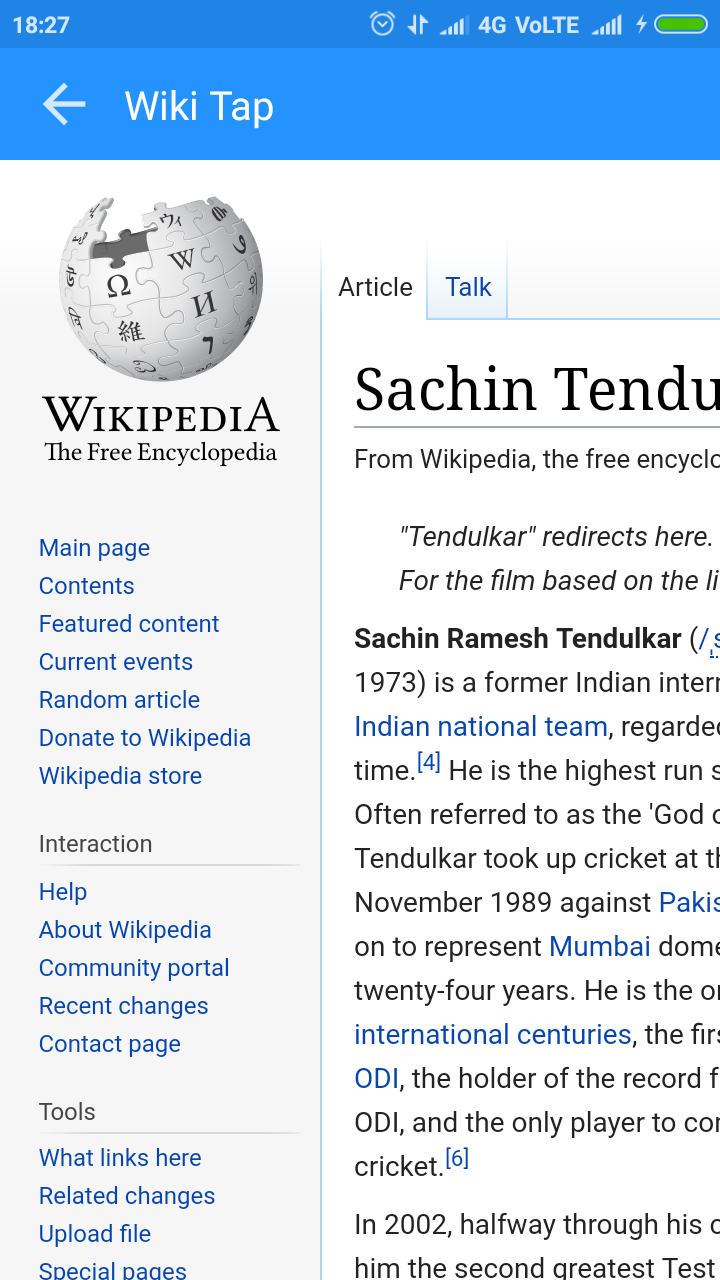 18:27
4G VoLTE
Wiki Tap
WIKIPEDIA
The Free Encyclopedia
Main page
Contents
Featured content
Current events
Random article
Donate to Wikipedia
Wikipedia store
Interaction
Help
About Wikipedia
Community portal
Recent changes
Contact page
Tools
What links here
Related changes
Upload file
Special pages
Article
Talk
Sachin Tendu
From Wikipedia, the free encyclo
"Tendulkar" redirects here.
For the film based on the li
Sachin Ramesh Tendulkar (/ˌs
1973) is a former Indian intern
Indian national team, regarded
time.[4] He is the highest run s
Often referred to as the 'God o
Tendulkar took up cricket at th
November 1989 against Pakis
on to represent Mumbai dome
twenty-four years. He is the on
international centuries, the firs
ODI, the holder of the record f
ODI, and the only player to com
cricket.[6]
In 2002, halfway through his c
him the second greatest Test